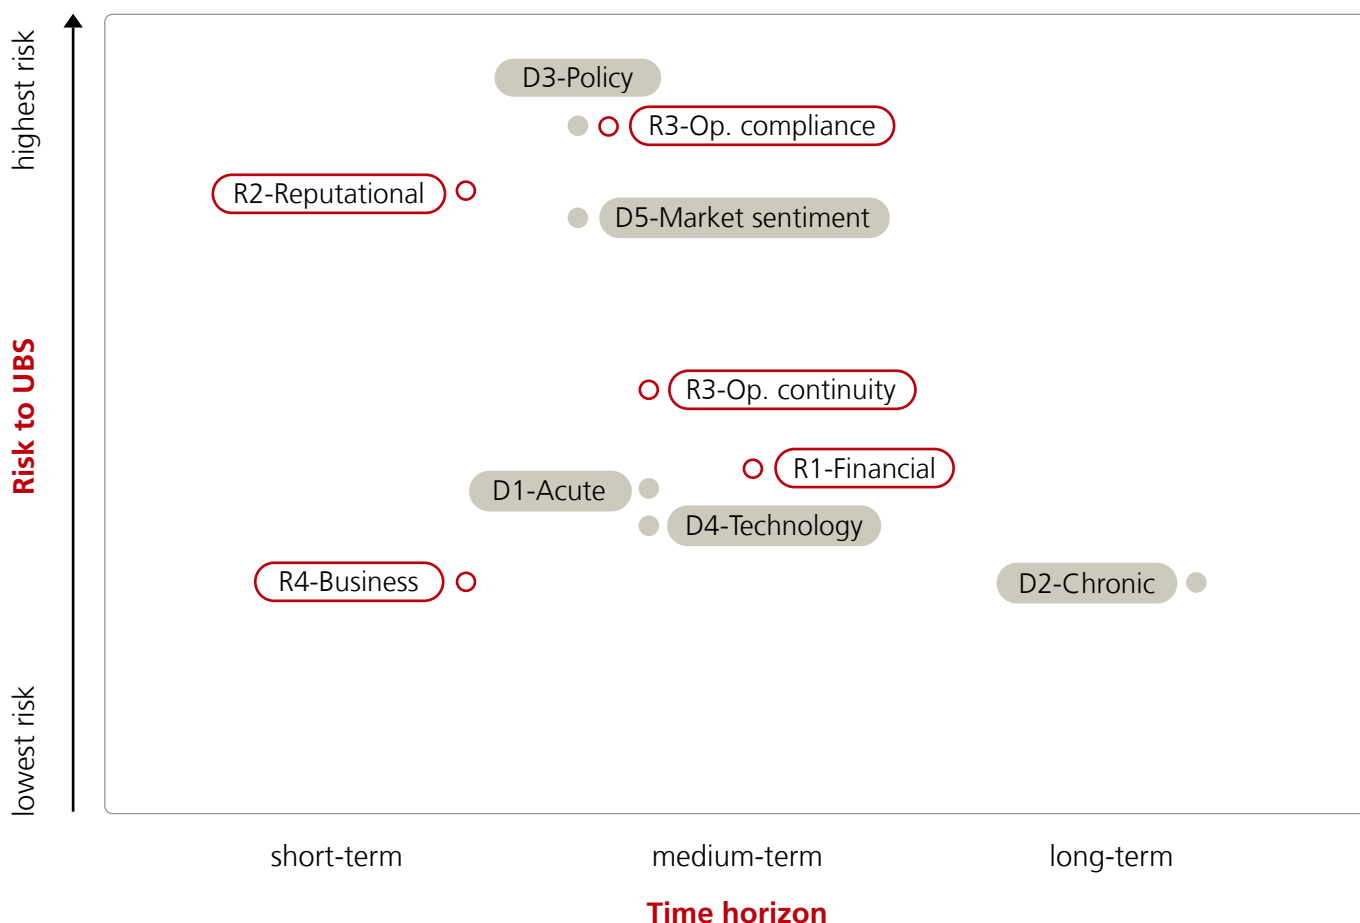 highest risk
Risk to UBS
lowest risk
D3-Policy
R3-Op. compliance
R2-Reputational
D5-Market sentiment
R3-Op. continuity
R1-Financial
D1-Acute
D4-Technology
R4-Business
D2-Chronic
short-term
medium-term
long-term
Time horizon